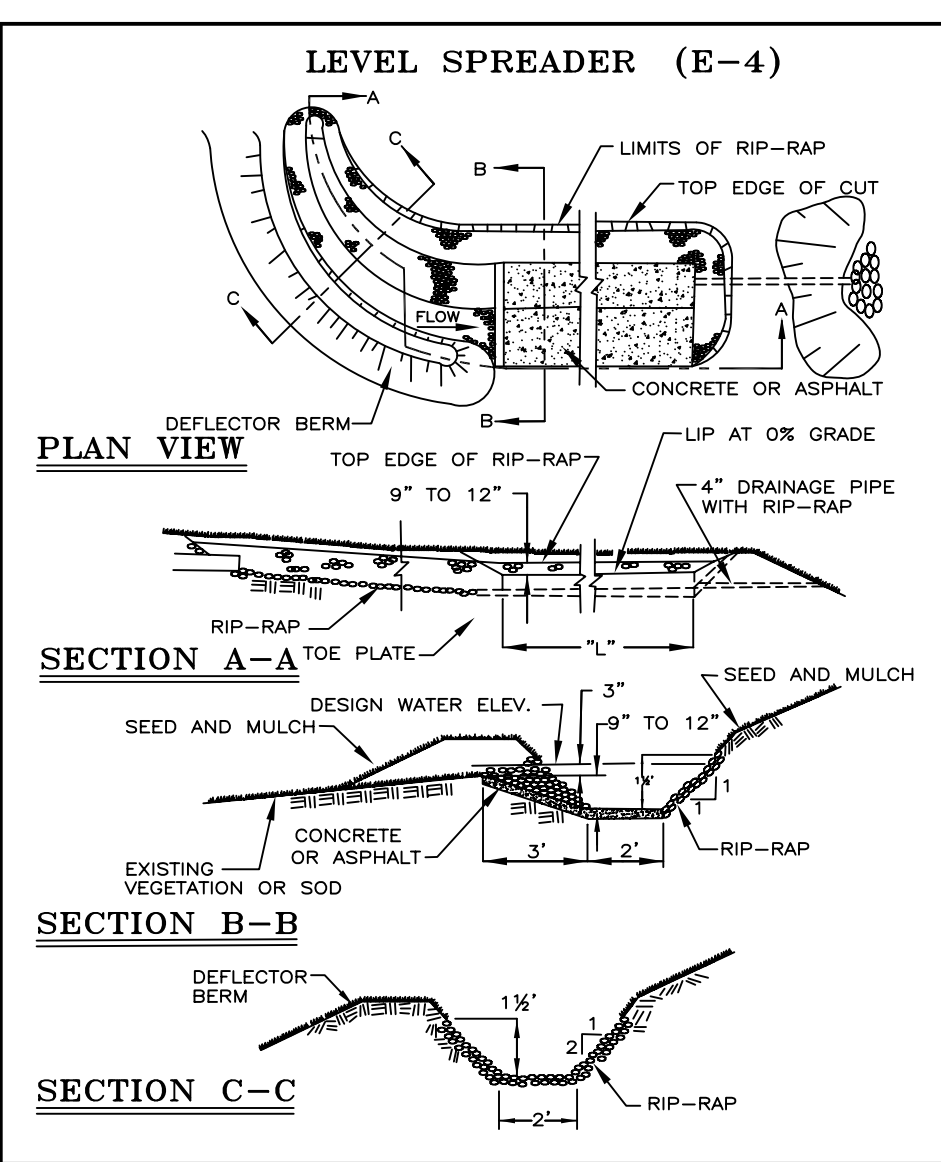 LEVEL SPREADER (E-4)
A
C
B
LIMITS OF RIP-RAP
TOP EDGE OF CUT
C
FLOW
A
CONCRETE OR ASPHALT
DEFLECTOR BERM
B
PLAN VIEW
LIP AT 0% GRADE
TOP EDGE OF RIP-RAP
9" TO 12"
4" DRAINAGE PIPE
WITH RIP-RAP
RIP-RAP
TOE PLATE
"L"
SECTION A-A
SEED AND MULCH
DESIGN WATER ELEV.
3"
9" TO 12"
SEED AND MULCH
1½'
1
1
CONCRETE
OR ASPHALT
3'
2'
RIP-RAP
EXISTING
VEGETATION OR SOD
SECTION B-B
DEFLECTOR
BERM
1½'
1
2
RIP-RAP
2'
SECTION C-C